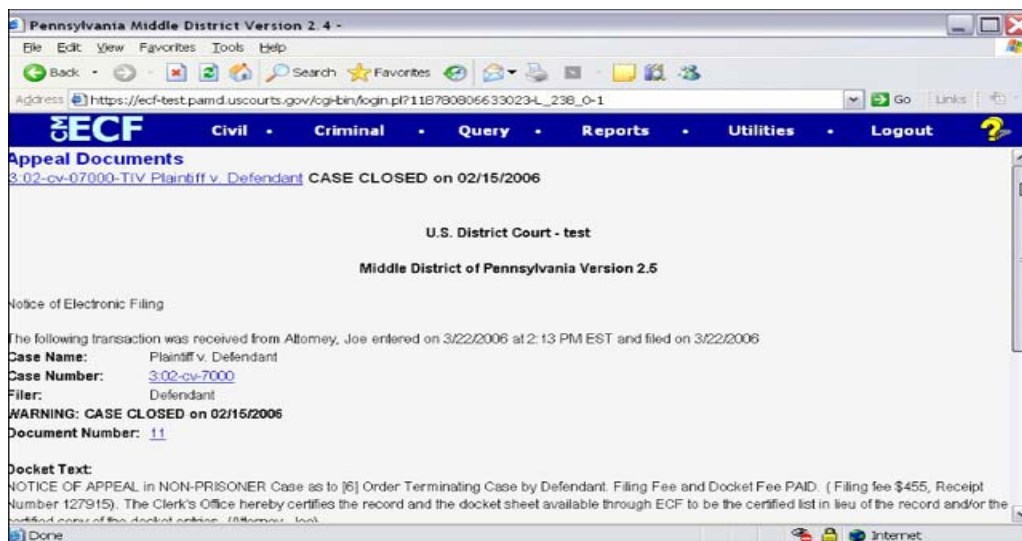 Pennsylvania Middle District Version 2.4 -
File Edit View Favorites Tools Help
Back Search Favorites
Address https://ecf-test.pamd.uscourts.gov/cgi-bin/login.pl?118780806633023-L_238_0-1 Go Links
CM ECF Civil • Criminal • Query • Reports • Utilities • Logout ?
Appeal Documents
3:02-cv-07000-TIV Plaintiff v. Defendant CASE CLOSED on 02/15/2006
U.S. District Court - test
Middle District of Pennsylvania Version 2.5
Notice of Electronic Filing
The following transaction was received from Attorney, Joe entered on 3/22/2006 at 2:13 PM EST and filed on 3/22/2006
Case Name: Plaintiff v. Defendant
Case Number: 3:02-cv-7000
Filer: Defendant
WARNING: CASE CLOSED on 02/15/2006
Document Number: 11
Docket Text:
NOTICE OF APPEAL in NON-PRISONER Case as to [6] Order Terminating Case by Defendant. Filing Fee and Docket Fee PAID. ( Filing fee $455, Receipt
Number 127915). The Clerk's Office hereby certifies the record and the docket sheet available through ECF to be the certified list in lieu of the record and/or the
certified copy of the docket entries. (Attorney, Joe)
Done Internet